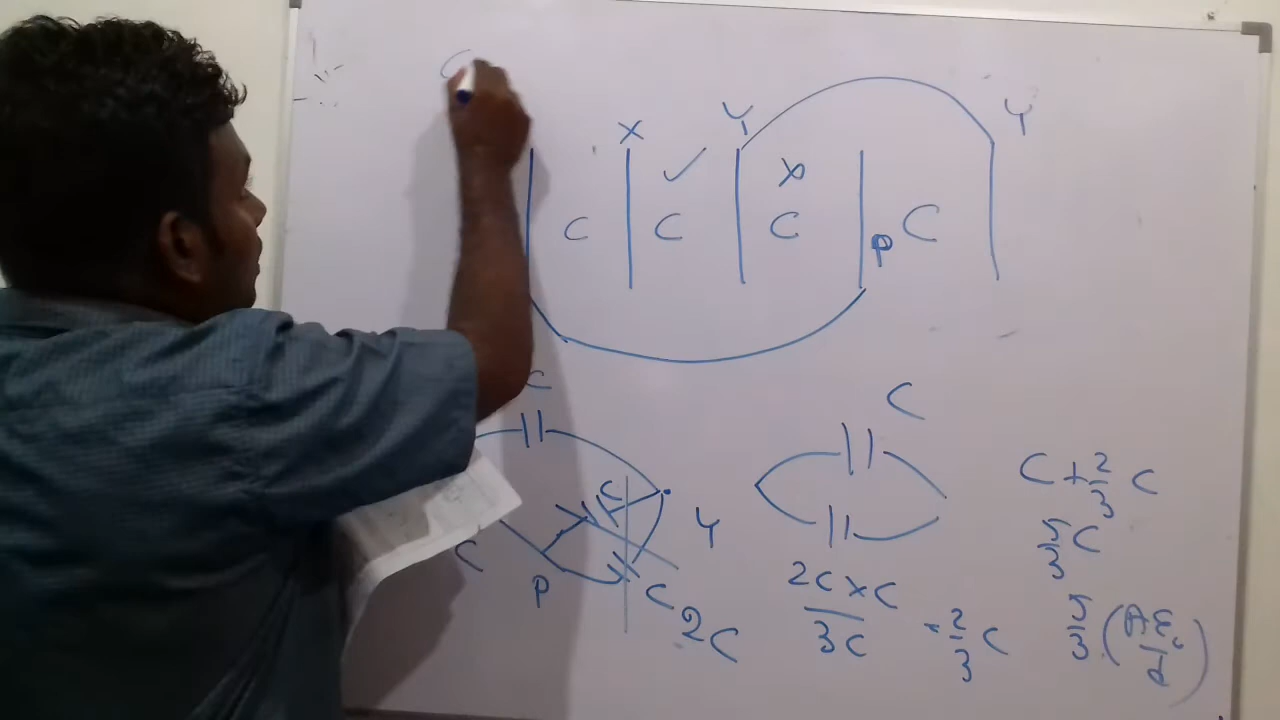 C
X Y Y
C C C P C
C
C
C Y
P C
2C
C
2C x C
3C
= 2/3 C
C + 2/3 C
5/3 C
5/3 (Aε₀/d)